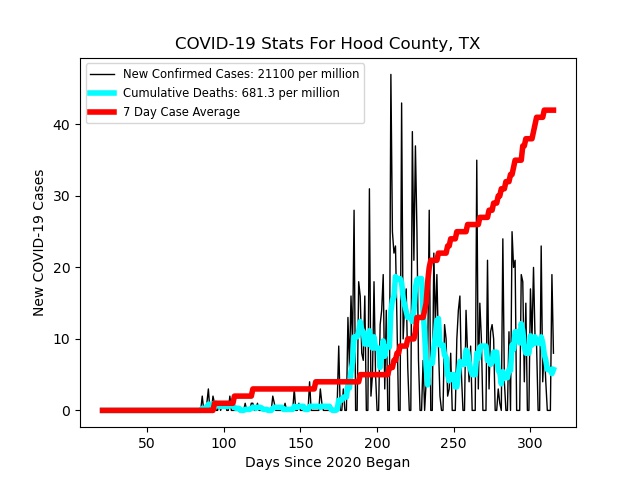 COVID-19 Stats For Hood County, TX
New Confirmed Cases: 21100 per million
Cumulative Deaths: 681.3 per million
7 Day Case Average
New COVID-19 Cases
40
30
20
10
0
50 100 150 200 250 300
Days Since 2020 Began